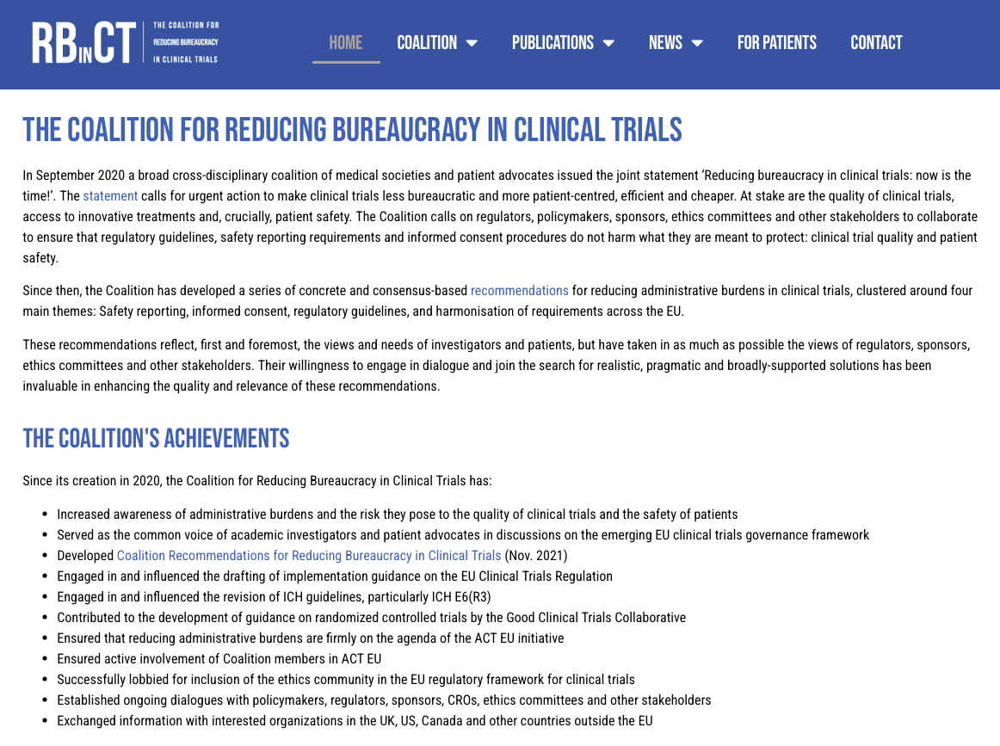 RBINCT
THE COALITION FOR
REDUCING BUREAUCRACY
IN CLINICAL TRIALS
HOME COALITION PUBLICATIONS NEWS FOR PATIENTS CONTACT
THE COALITION FOR REDUCING BUREAUCRACY IN CLINICAL TRIALS
In September 2020 a broad cross-disciplinary coalition of medical societies and patient advocates issued the joint statement ‘Reducing bureaucracy in clinical trials: now is the
time!’. The statement calls for urgent action to make clinical trials less bureaucratic and more patient-centred, efficient and cheaper. At stake are the quality of clinical trials,
access to innovative treatments and, crucially, patient safety. The Coalition calls on regulators, policymakers, sponsors, ethics committees and other stakeholders to collaborate
to ensure that regulatory guidelines, safety reporting requirements and informed consent procedures do not harm what they are meant to protect: clinical trial quality and patient
safety.
Since then, the Coalition has developed a series of concrete and consensus-based recommendations for reducing administrative burdens in clinical trials, clustered around four
main themes: Safety reporting, informed consent, regulatory guidelines, and harmonisation of requirements across the EU.
These recommendations reflect, first and foremost, the views and needs of investigators and patients, but have taken in as much as possible the views of regulators, sponsors,
ethics committees and other stakeholders. Their willingness to engage in dialogue and join the search for realistic, pragmatic and broadly-supported solutions has been
invaluable in enhancing the quality and relevance of these recommendations.
THE COALITION'S ACHIEVEMENTS
Since its creation in 2020, the Coalition for Reducing Bureaucracy in Clinical Trials has:
• Increased awareness of administrative burdens and the risk they pose to the quality of clinical trials and the safety of patients
• Served as the common voice of academic investigators and patient advocates in discussions on the emerging EU clinical trials governance framework
• Developed Coalition Recommendations for Reducing Bureaucracy in Clinical Trials (Nov. 2021)
• Engaged in and influenced the drafting of implementation guidance on the EU Clinical Trials Regulation
• Engaged in and influenced the revision of ICH guidelines, particularly ICH E6(R3)
• Contributed to the development of guidance on randomized controlled trials by the Good Clinical Trials Collaborative
• Ensured that reducing administrative burdens are firmly on the agenda of the ACT EU initiative
• Ensured active involvement of Coalition members in ACT EU
• Successfully lobbied for inclusion of the ethics community in the EU regulatory framework for clinical trials
• Established ongoing dialogues with policymakers, regulators, sponsors, CROs, ethics committees and other stakeholders
• Exchanged information with interested organizations in the UK, US, Canada and other countries outside the EU